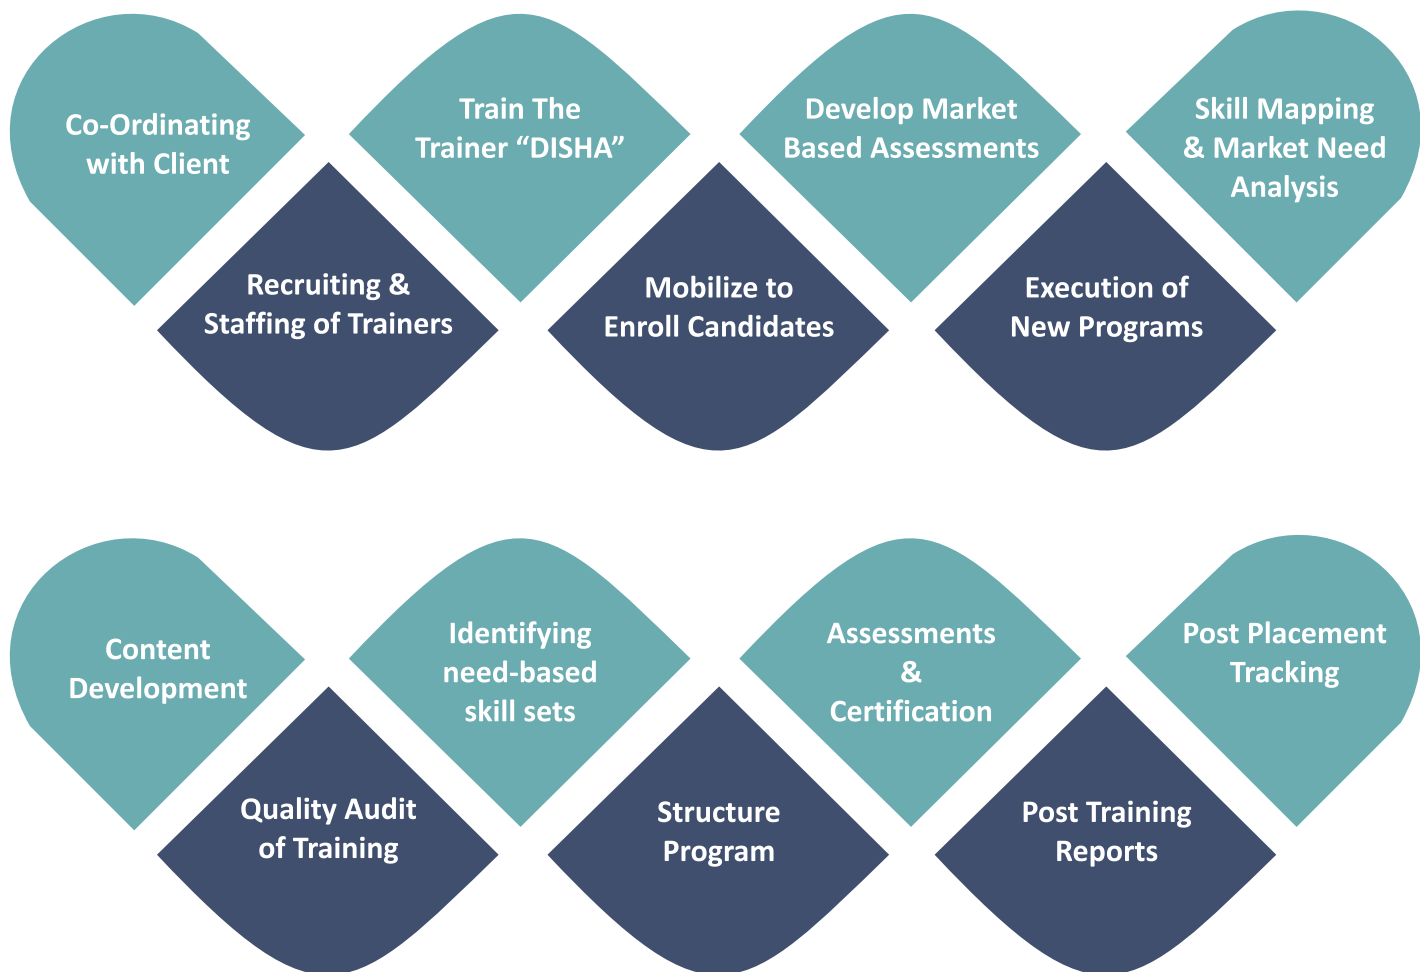 Co-Ordinating
with Client
Recruiting &
Staffing of Trainers
Train The
Trainer “DISHA”
Mobilize to
Enroll Candidates
Develop Market
Based Assessments
Execution of
New Programs
Skill Mapping
& Market Need
Analysis
Content
Development
Quality Audit
of Training
Identifying
need-based
skill sets
Structure
Program
Assessments
&
Certification
Post Training
Reports
Post Placement
Tracking